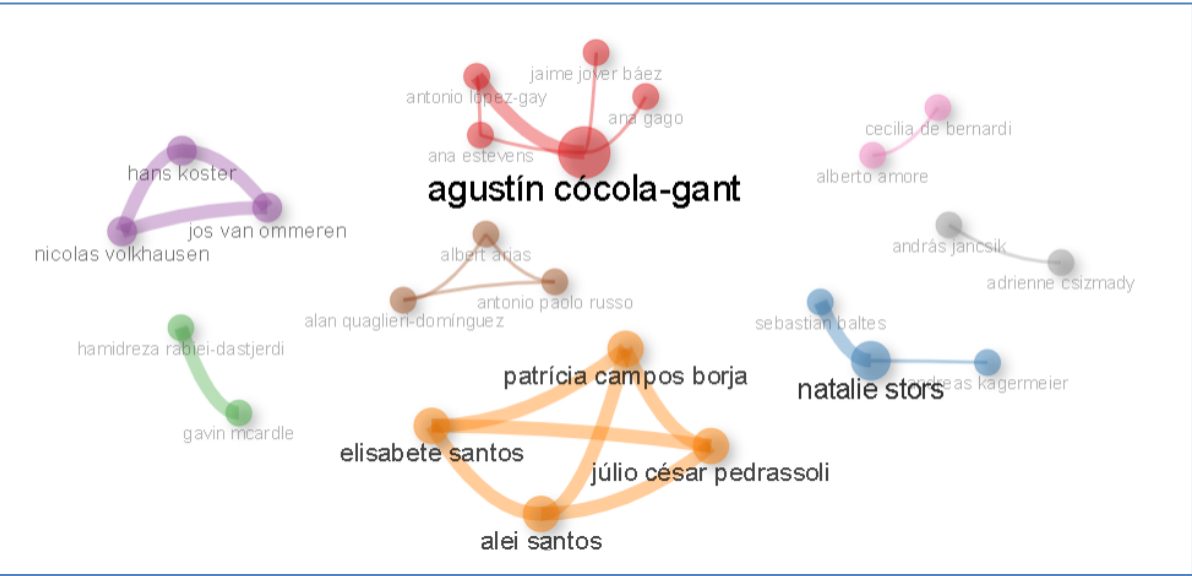 jaime jover báez
antonio lópez-gay
ana gago
cecilia de bernardi
ana estevens
hans koster
alberto amore
agustín cócola-gant
jos van ommeren
andrás jancsik
nicolas volkhausen
albert arias
adrienne csizmady
antonio paolo russo
alan quaglieri-domínguez
sebastian baltes
hamidreza rabiei-dastjerdi
patrícia campos borja
andreas kagermeier
natalie stors
gavin mcardle
elisabete santos
júlio césar pedrassoli
alei santos